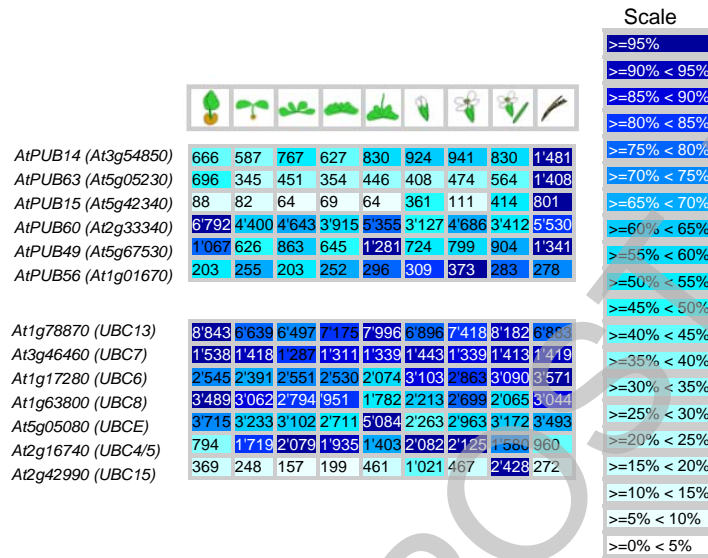 Scale
>=95%
>=90% < 95%
>=85% < 90%
>=80% < 85%
>=75% < 80%
>=70% < 75%
>=65% < 70%
>=60% < 65%
>=55% < 60%
>=50% < 55%
>=45% < 50%
>=40% < 45%
>=35% < 40%
>=30% < 35%
>=25% < 30%
>=20% < 25%
>=15% < 20%
>=10% < 15%
>=5% < 10%
>=0% < 5%
AtPUB14 (At3g54850) 666 587 767 627 830 924 941 830 1'481
AtPUB63 (At5g05230) 696 345 451 354 446 408 474 564 1'408
AtPUB15 (At5g42340) 88 82 64 69 64 361 111 414 801
AtPUB60 (At2g33340) 6'792 4'400 4'643 3'915 5'355 3'127 4'686 3'412 5'530
AtPUB49 (At5g67530) 1'067 626 863 645 1'281 724 799 904 1'341
AtPUB56 (At1g01670) 203 255 203 252 296 309 373 283 278
At1g78870 (UBC13) 8'843 6'639 6'497 7'175 7'996 6'896 7'418 8'182
At3g46460 (UBC7) 1'538 1'418 1'287 1'311 1'339 1'443 1'339 1'413 1'419
At1g17280 (UBC6) 2'545 2'391 2'551 2'530 2'074 3'103 2'863 3'090 3'571
At1g63800 (UBC8) 3'489 3'062 2'794 '951 1'782 2'213 2'699 2'065 3'044
At5g05080 (UBCE) 3'715 3'233 3'102 2'711 5'084 2'263 2'963 3'172 3'493
At2g16740 (UBC4/5) 794 1'719 2'079 1'935 1'403 2'082 2'125 1'580 960
At2g42990 (UBC15) 369 248 157 199 461 1'021 467 2'428 272